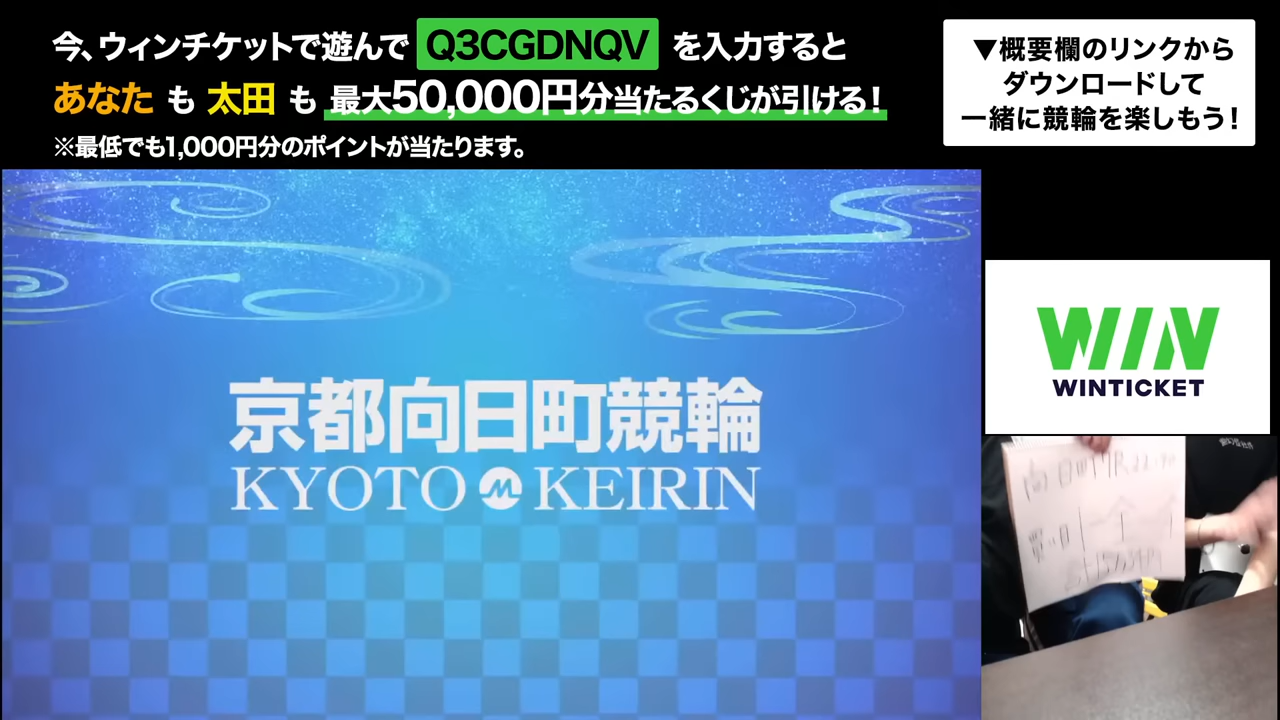 今、ウィンチケットで遊んで Q3CGDNQV を入力すると
あなた も 太田 も 最大50,000円分当たるくじが引ける！
※最低でも1,000円分のポイントが当たります。
▼概要欄のリンクから
ダウンロードして
一緒に競輪を楽しもう！
京都向日町競輪
KYOTO M KEIRIN
WIN
WINTICKET